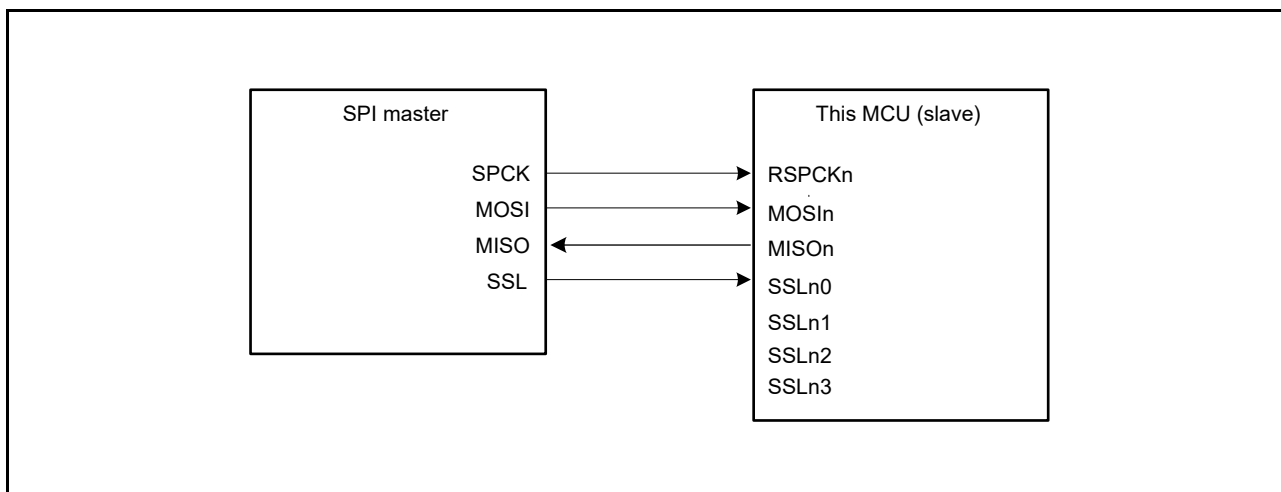 SPI master
SPCK
MOSI
MISO
SSL
This MCU (slave)
RSPCKn
MOSIn
MISOn
SSLn0
SSLn1
SSLn2
SSLn3